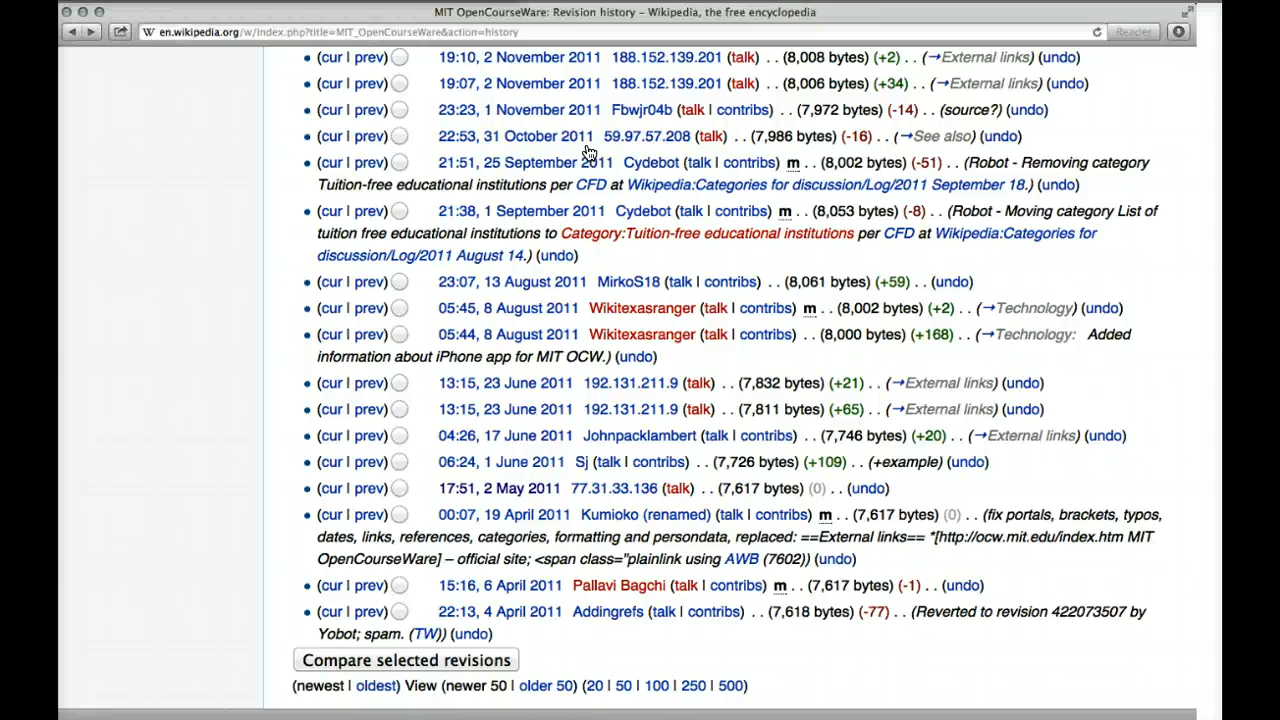 MIT OpenCourseWare: Revision history – Wikipedia, the free encyclopedia
W en.wikipedia.org/w/index.php?title=MIT_OpenCourseWare&action=history Reader
• (cur | prev) 19:10, 2 November 2011 188.152.139.201 (talk) . . (8,008 bytes) (+2) . . (→External links) (undo)
• (cur | prev) 19:07, 2 November 2011 188.152.139.201 (talk) . . (8,006 bytes) (+34) . . (→External links) (undo)
• (cur | prev) 23:23, 1 November 2011 Fbwjr04b (talk | contribs) . . (7,972 bytes) (-14) . . (source?) (undo)
• (cur | prev) 22:53, 31 October 2011 59.97.57.208 (talk) . . (7,986 bytes) (-16) . . (→See also) (undo)
• (cur | prev) 21:51, 25 September 2011 Cydebot (talk | contribs) m . . (8,002 bytes) (-51) . . (Robot - Removing category
Tuition-free educational institutions per CFD at Wikipedia:Categories for discussion/Log/2011 September 18.) (undo)
• (cur | prev) 21:38, 1 September 2011 Cydebot (talk | contribs) m . . (8,053 bytes) (-8) . . (Robot - Moving category List of
tuition free educational institutions to Category:Tuition-free educational institutions per CFD at Wikipedia:Categories for
discussion/Log/2011 August 14.) (undo)
• (cur | prev) 23:07, 13 August 2011 MirkoS18 (talk | contribs) . . (8,061 bytes) (+59) . . (undo)
• (cur | prev) 05:45, 8 August 2011 Wikitexasranger (talk | contribs) m . . (8,002 bytes) (+2) . . (→Technology) (undo)
• (cur | prev) 05:44, 8 August 2011 Wikitexasranger (talk | contribs) . . (8,000 bytes) (+168) . . (→Technology: Added
information about iPhone app for MIT OCW.) (undo)
• (cur | prev) 13:15, 23 June 2011 192.131.211.9 (talk) . . (7,832 bytes) (+21) . . (→External links) (undo)
• (cur | prev) 13:15, 23 June 2011 192.131.211.9 (talk) . . (7,811 bytes) (+65) . . (→External links) (undo)
• (cur | prev) 04:26, 17 June 2011 Johnpacklambert (talk | contribs) . . (7,746 bytes) (+20) . . (→External links) (undo)
• (cur | prev) 06:24, 1 June 2011 Sj (talk | contribs) . . (7,726 bytes) (+109) . . (+example) (undo)
• (cur | prev) 17:51, 2 May 2011 77.31.33.136 (talk) . . (7,617 bytes) (0) . . (undo)
• (cur | prev) 00:07, 19 April 2011 Kumioko (renamed) (talk | contribs) m . . (7,617 bytes) (0) . . (fix portals, brackets, typos,
dates, links, references, categories, formatting and persondata, replaced: ==External links== *[http://ocw.mit.edu/index.htm MIT
OpenCourseWare] – official site; <span class="plainlink using AWB (7602)) (undo)
• (cur | prev) 15:16, 6 April 2011 Pallavi Bagchi (talk | contribs) m . . (7,617 bytes) (-1) . . (undo)
• (cur | prev) 22:13, 4 April 2011 Addingrefs (talk | contribs) . . (7,618 bytes) (-77) . . (Reverted to revision 422073507 by
Yobot; spam. (TW)) (undo)
Compare selected revisions
(newest | oldest) View (newer 50 | older 50) (20 | 50 | 100 | 250 | 500)